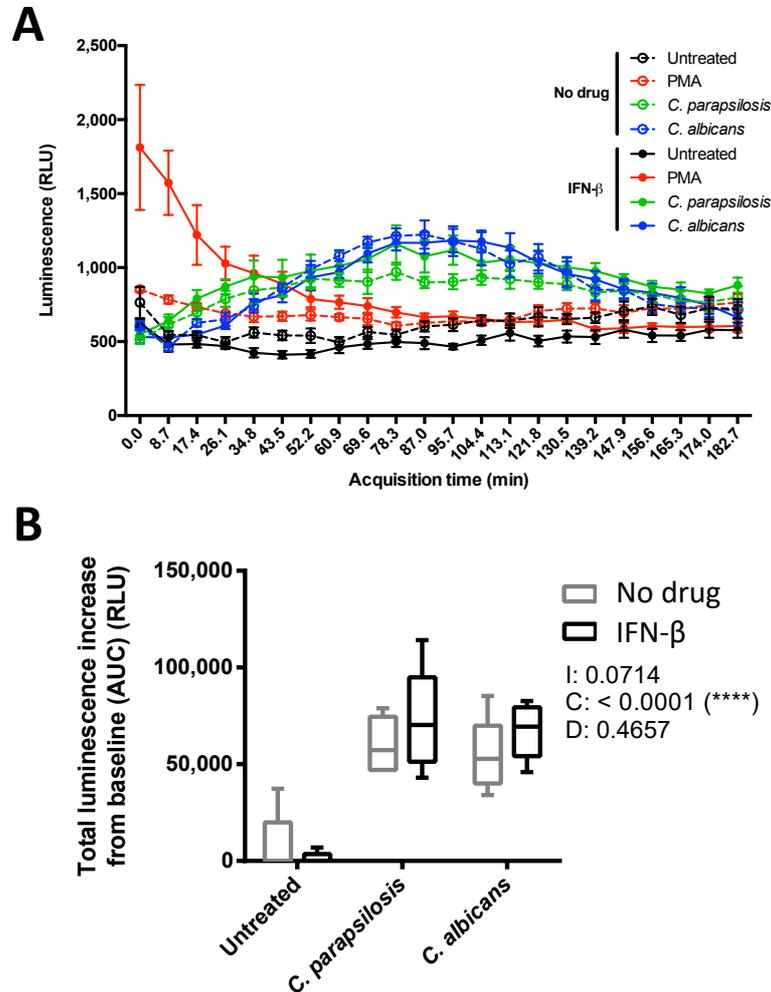 A
2,500
2,000
1,500
1,000
500
0
Luminescence (RLU)
No drug
Untreated
PMA
C. parapsilosis
C. albicans
IFN-β
Untreated
PMA
C. parapsilosis
C. albicans
0.0 8.7 17.4 26.1 34.8 43.5 52.2 60.9 69.6 78.3 87.0 95.7 104.4 113.1 121.8 130.5 139.2 147.9 156.6 165.3 174.0 182.7
Acquisition time (min)
B
Total luminescence increase
from baseline (AUC) (RLU)
150,000
100,000
50,000
0
No drug
IFN-β
I: 0.0714
C: < 0.0001 (****)
D: 0.4657
Untreated
C. parapsilosis
C. albicans